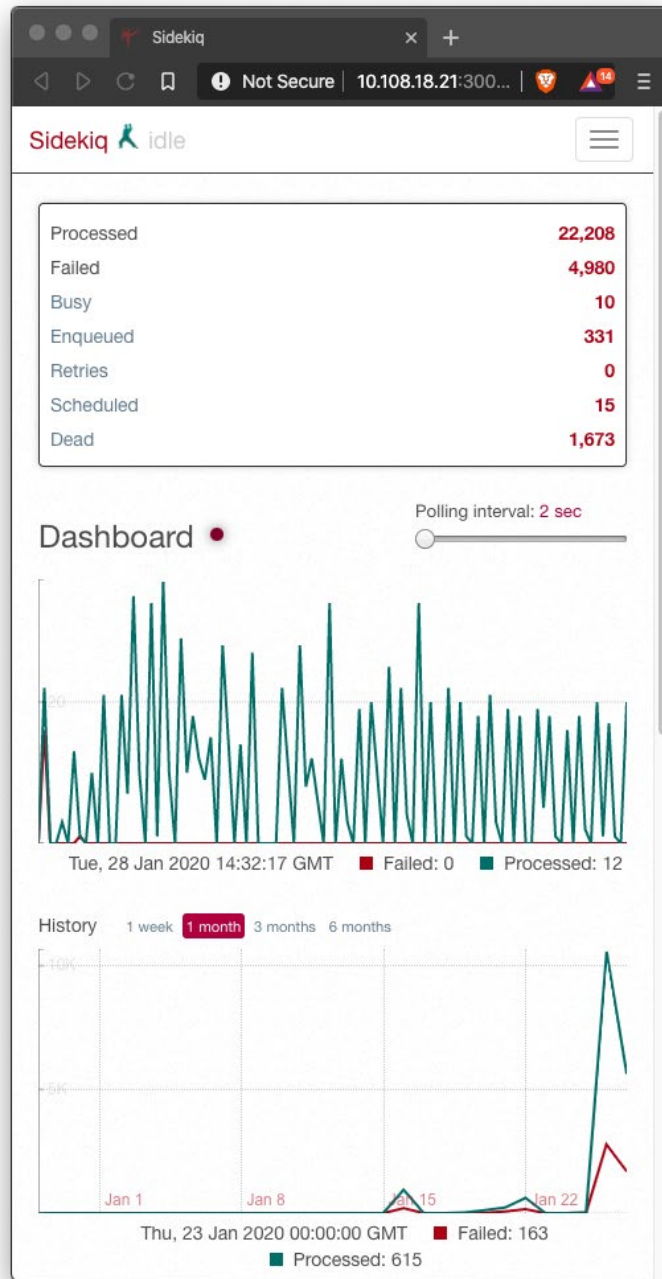 Sidekiq
Not Secure 10.108.18.21:300... 14
Sidekiq idle
Processed 22,208
Failed 4,980
Busy 10
Enqueued 331
Retries 0
Scheduled 15
Dead 1,673
Dashboard
Polling interval: 2 sec
20
Tue, 28 Jan 2020 14:32:17 GMT Failed: 0 Processed: 12
History 1 week 1 month 3 months 6 months
10K
5K
Jan 1 Jan 8 Jan 15 Jan 22
Thu, 23 Jan 2020 00:00:00 GMT Failed: 163
Processed: 615